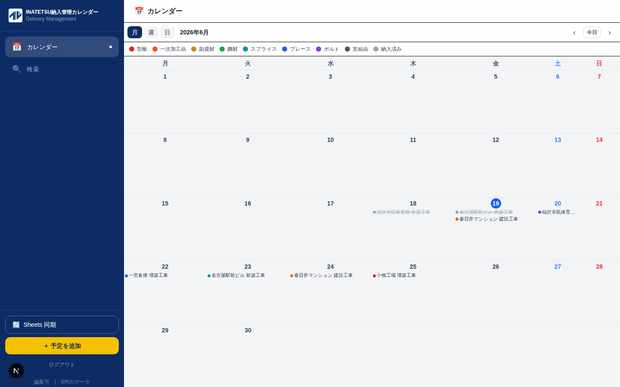 INATETSU納入管理カレンダー
Delivery Management
カレンダー
検索
Sheets 同期
+ 予定を追加
ログアウト
N
編集可 | 8件のデータ
カレンダー
月 週 日 2026年6月
‹ 今日 ›
一次加工品 副資材 鋼材 スプライス ブレース ボルト 支給品 納入済み
月 火 水 木 金 土 日
1 2 3 4 5 6 7
8 9 10 11 12 13 14
15 16 17 18 19 20 21
稲沢市民体育…
春日井マンション 建設工事
22 23 24 25 26 27 28
一宮倉庫 増築工事 名古屋駅前ビル 新築工事 春日井マンション 建設工事 小牧工場 増築工事
29 30